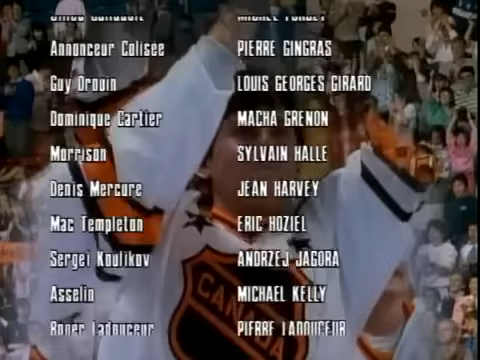 Annonceur Colisée PIERRE GINGRAS
Guy Drouin LOUIS GEORGES GIRARD
Dominique Cartier MACHA GRENON
Morrison SYLVAIN HALLE
Denis Mercure JEAN HARVEY
Mac Templeton ERIC HOZIEL
Sergei Koulikov ANDRZEJ JAGORA
Asselin MICHAEL KELLY
Roger Ladouceur PIERRE LADOUCEUR
CANADA